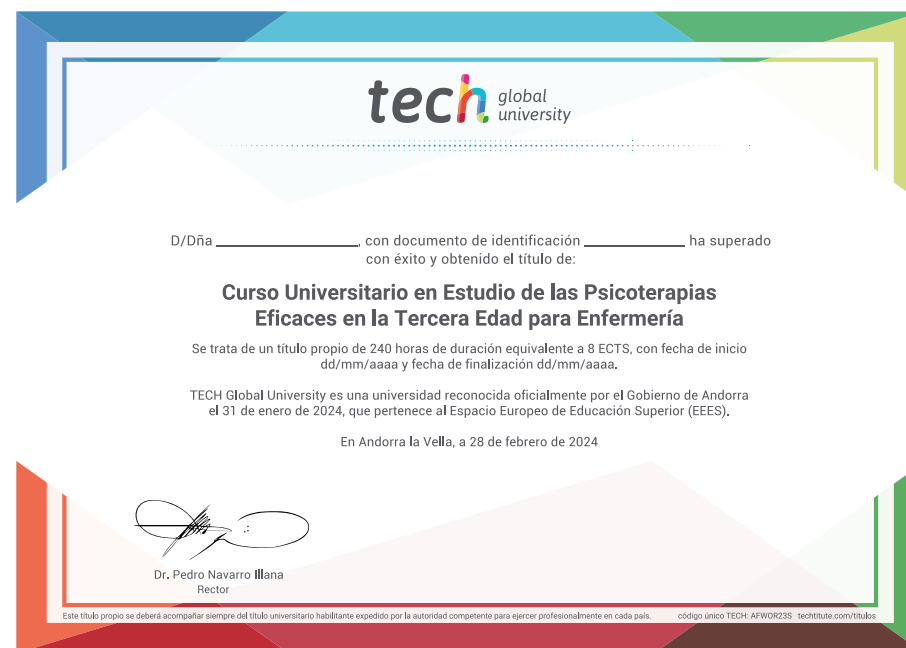 tech global
university
D/Dña ____________________, con documento de identificación ______________ ha superado
con éxito y obtenido el título de:
Curso Universitario en Estudio de las Psicoterapias
Eficaces en la Tercera Edad para Enfermería
Se trata de un título propio de 240 horas de duración equivalente a 8 ECTS, con fecha de inicio
dd/mm/aaaa y fecha de finalización dd/mm/aaaa.
TECH Global University es una universidad reconocida oficialmente por el Gobierno de Andorra
el 31 de enero de 2024, que pertenece al Espacio Europeo de Educación Superior (EEES).
En Andorra la Vella, a 28 de febrero de 2024
Dr. Pedro Navarro Illana
Rector
Este título propio se deberá acompañar siempre del título universitario habilitante expedido por la autoridad competente para ejercer profesionalmente en cada país. código único TECH: AFWOR23S techtitute.com/titulos